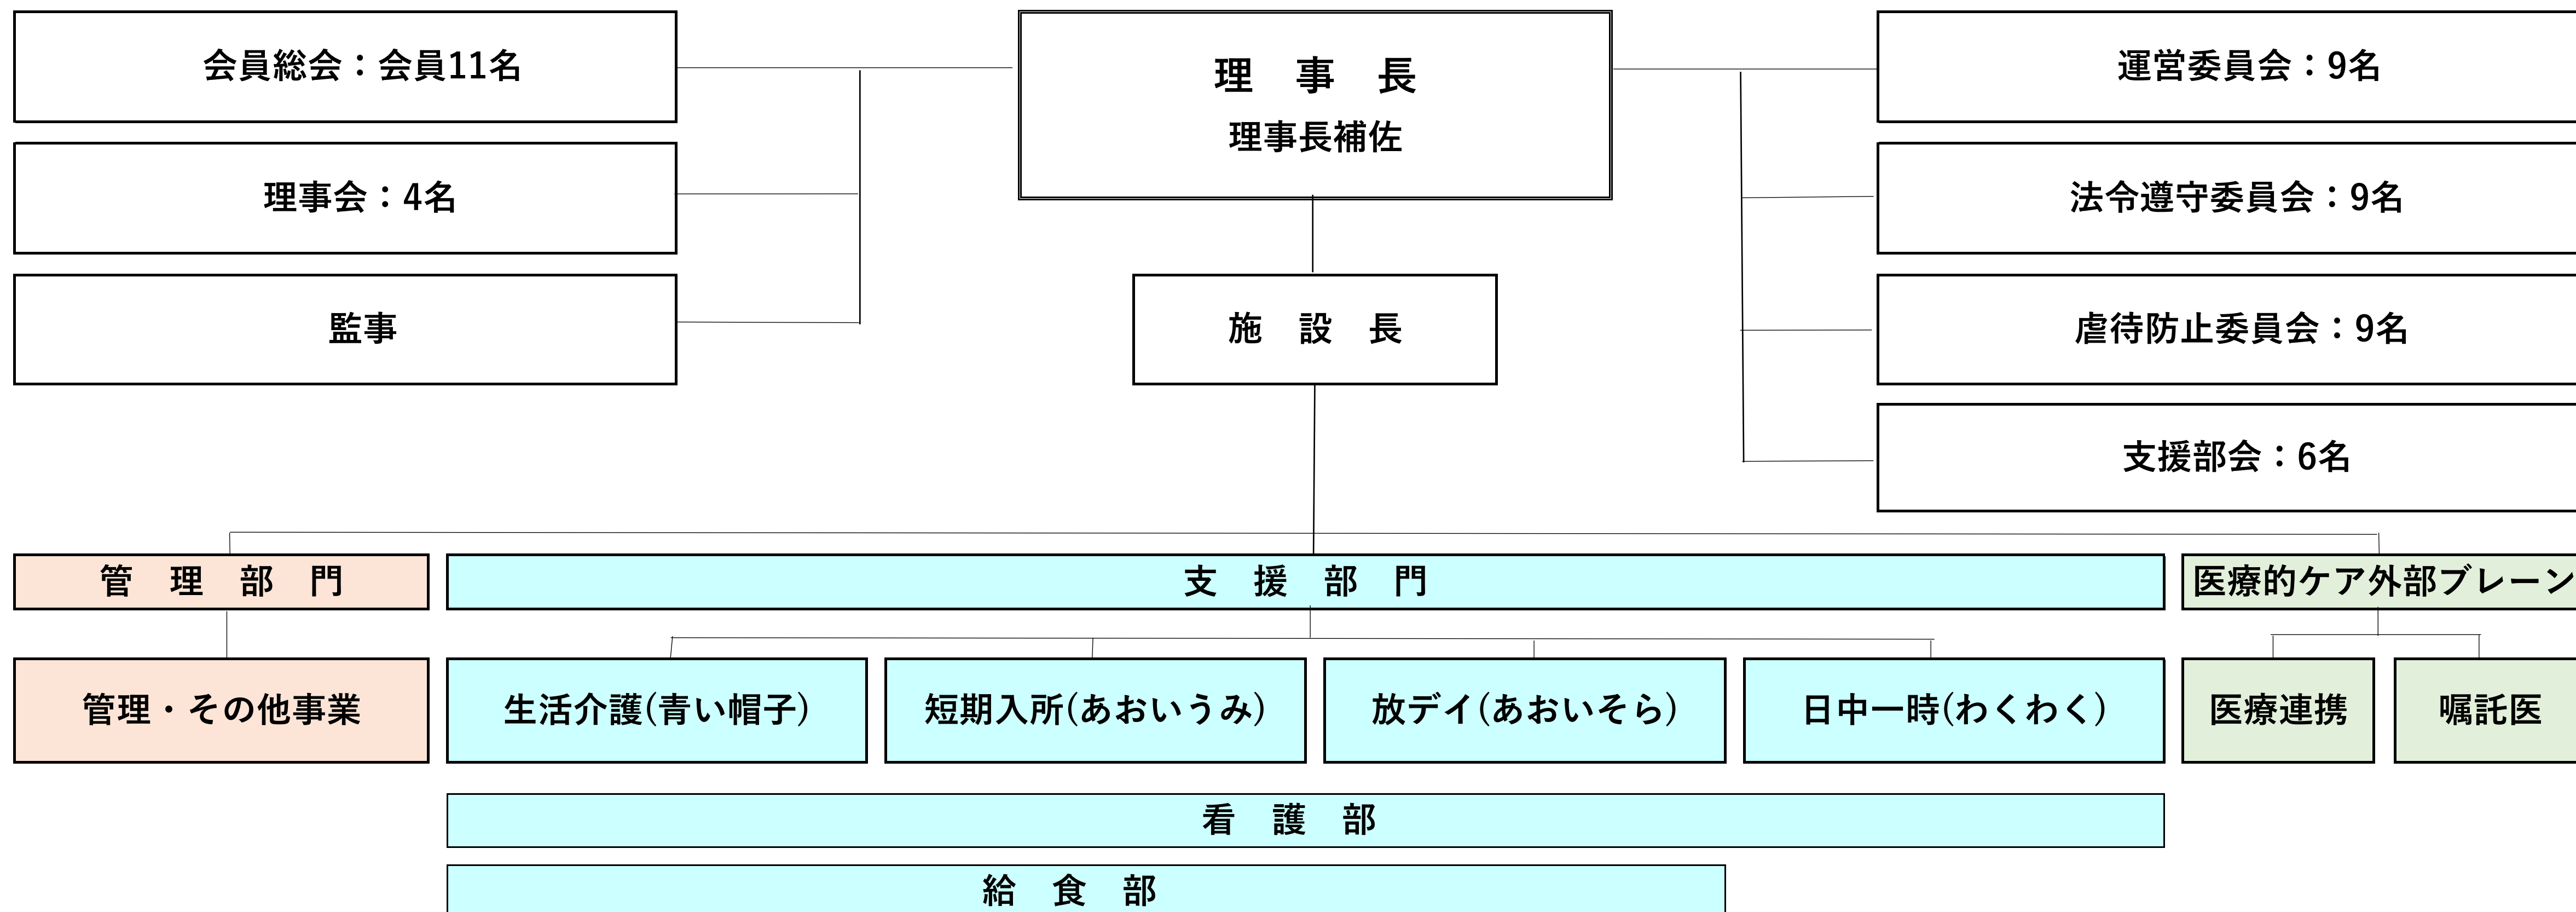 会員総会：会員11名
理　事　長
理事長補佐
運営委員会：9名
理事会：4名
法令遵守委員会：9名
監事
施　設　長
虐待防止委員会：9名
支援部会：6名
管　理　部　門
支　援　部　門
医療的ケア外部ブレーン
管理・その他事業
生活介護(青い帽子)
短期入所(あおいうみ)
放デイ(あおいそら)
日中一時(わくわく)
医療連携
嘱託医
看　護　部
給　食　部